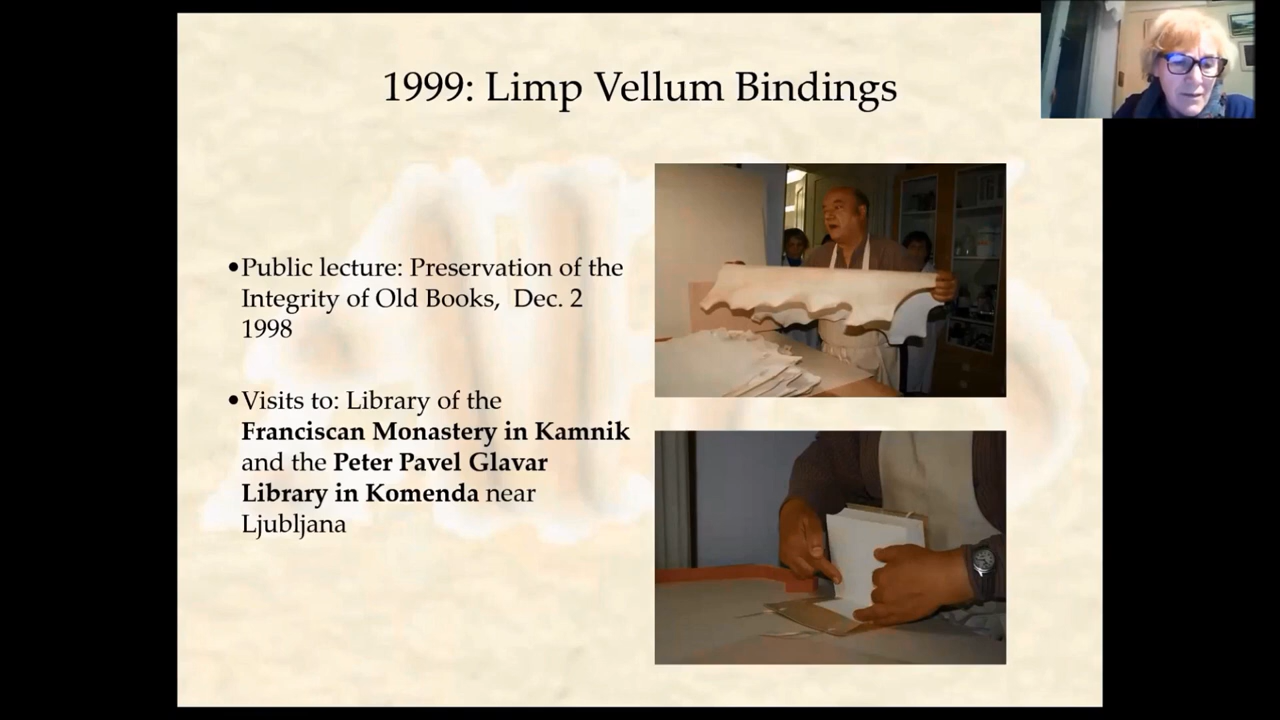 1999: Limp Vellum Bindings
•Public lecture: Preservation of the
Integrity of Old Books,  Dec. 2
1998
•Visits to: Library of the
Franciscan Monastery in Kamnik
and the Peter Pavel Glavar
Library in Komenda near
Ljubljana